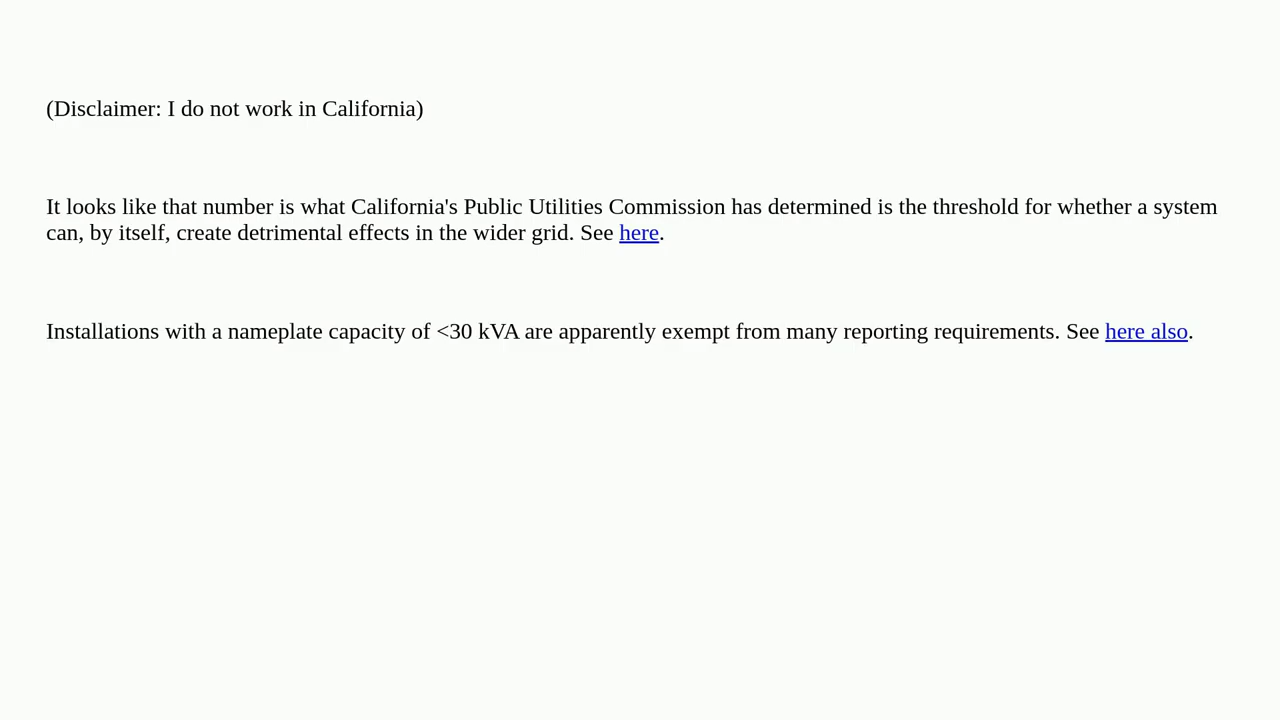 (Disclaimer: I do not work in California)
It looks like that number is what California's Public Utilities Commission has determined is the threshold for whether a system
can, by itself, create detrimental effects in the wider grid. See here.
Installations with a nameplate capacity of <30 kVA are apparently exempt from many reporting requirements. See here also.